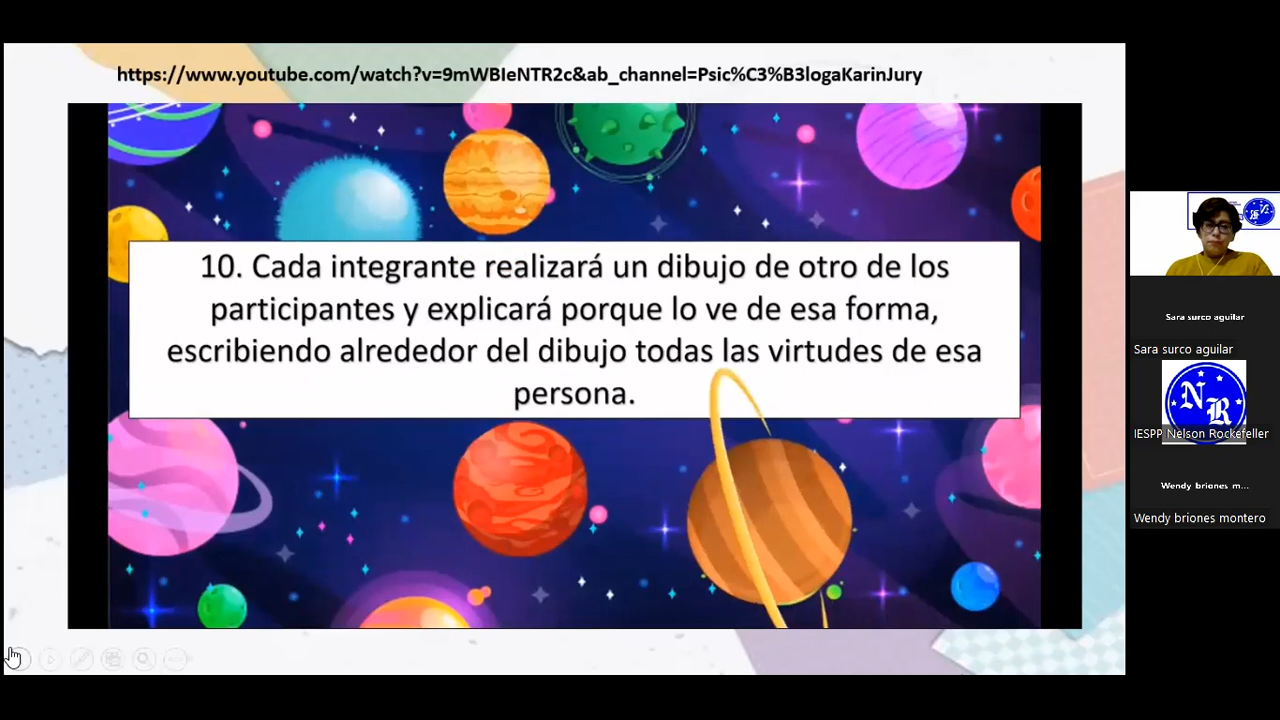 https://www.youtube.com/watch?v=9mWBIeNTR2c&ab_channel=Psic%C3%B3logaKarinJury
10. Cada integrante realizará un dibujo de otro de los
participantes y explicará porque lo ve de esa forma,
escribiendo alrededor del dibujo todas las virtudes de esa
persona.
Sara surco aguilar
Sara surco aguilar
N
R
IESPP Nelson Rockefeller
Wendy briones m...
Wendy briones montero